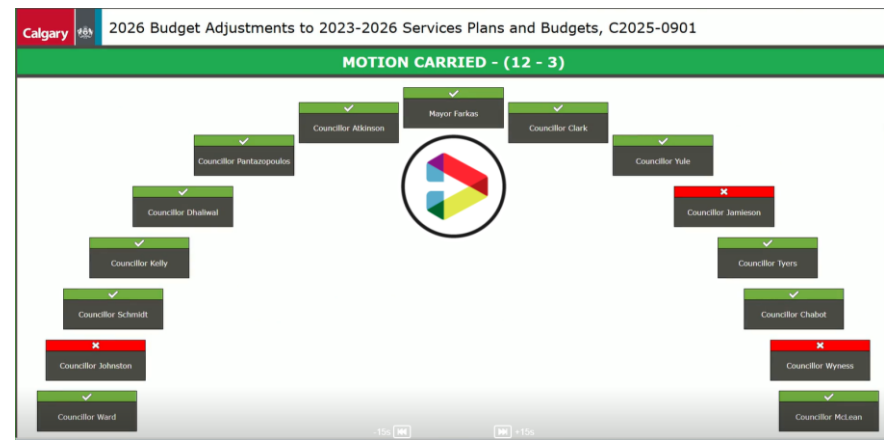 Calgary
2026 Budget Adjustments to 2023-2026 Services Plans and Budgets, C2025-0901
MOTION CARRIED - (12 - 3)
Mayor Farkas
Councillor Atkinson
Councillor Clark
Councillor Pantazopoulos
Councillor Yule
Councillor Dhaliwal
Councillor Jamieson
Councillor Kelly
Councillor Tyers
Councillor Schmidt
Councillor Chabot
Councillor Johnston
Councillor Wyness
Councillor Ward
Councillor McLean
-15s
+15s